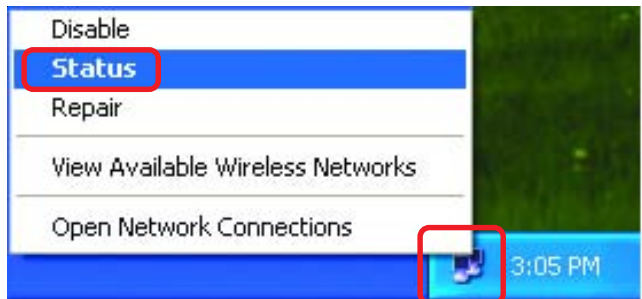 Disable
Status
Repair
View Available Wireless Networks
Open Network Connections
3:05 PM